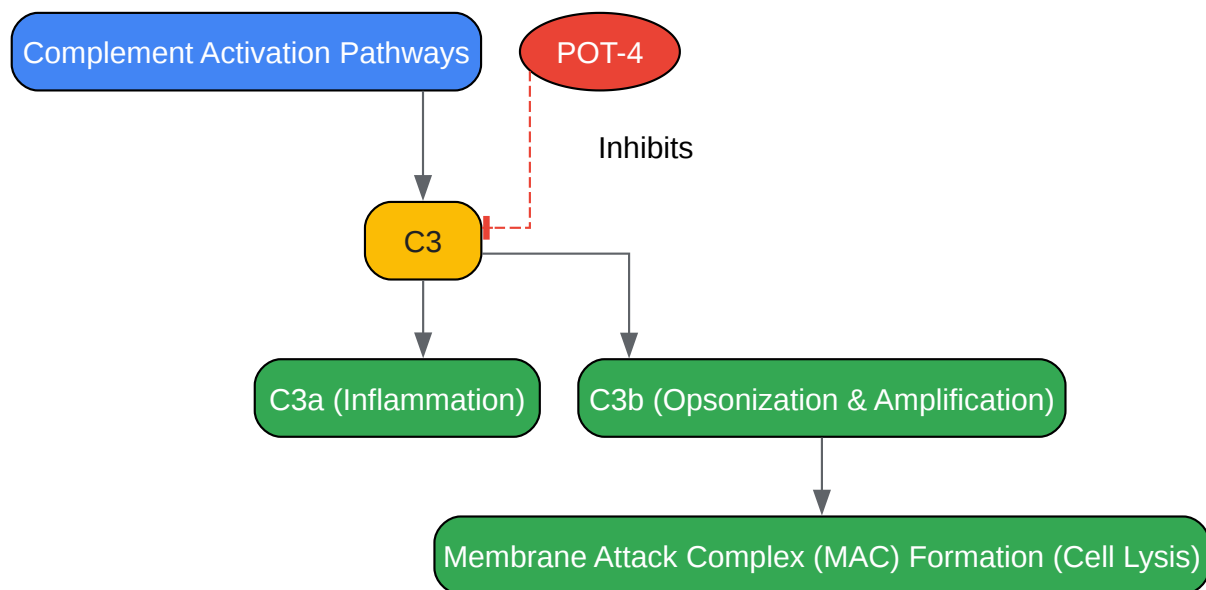 Complement Activation Pathways
POT-4
Inhibits
C3
C3a (Inflammation)
C3b (Opsonization & Amplification)
Membrane Attack Complex (MAC) Formation (Cell Lysis)